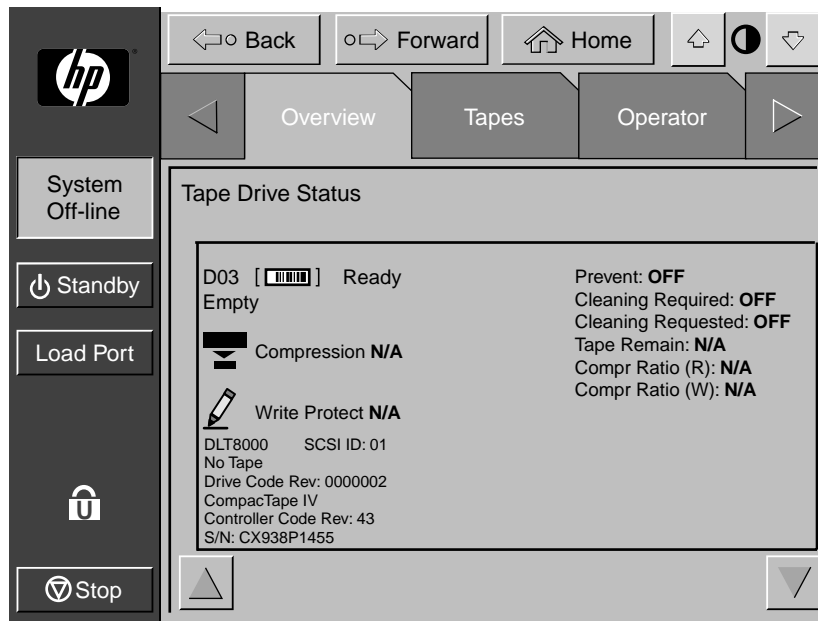 hp
Back
Forward
Home
Overview
Tapes
Operator
System
Off-line
Standby
Load Port
U
Stop
Tape Drive Status
D03 [ ] Ready
Empty
Compression N/A
Write Protect N/A
DLT8000 SCSI ID: 01
No Tape
Drive Code Rev: 0000002
CompacTape IV
Controller Code Rev: 43
S/N: CX938P1455
Prevent: OFF
Cleaning Required: OFF
Cleaning Requested: OFF
Tape Remain: N/A
Compr Ratio (R): N/A
Compr Ratio (W): N/A